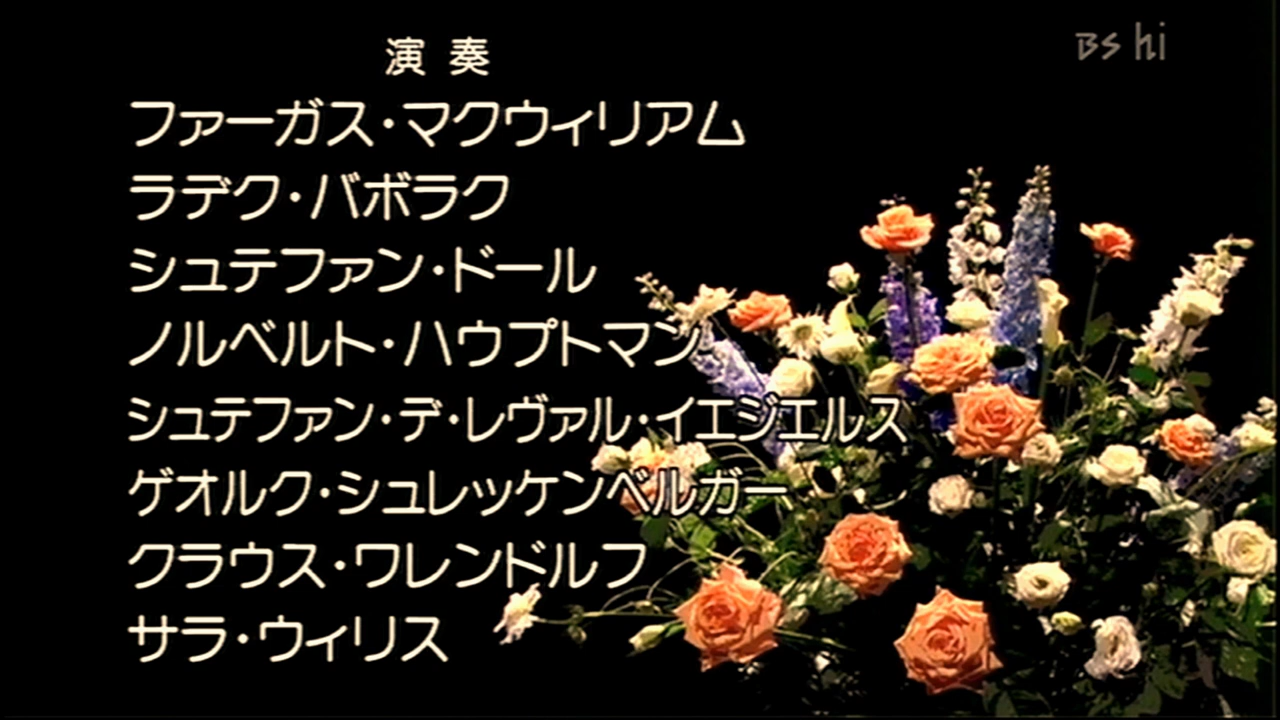 BS hi
演奏
ファーガス・マクウィリアム
ラデク・バボラク
シュテファン・ドール
ノルベルト・ハウプトマン
シュテファン・デ・レヴァル・イエジエルス
ゲオルク・シュレッケンベルガー
クラウス・ワレンドルフ
サラ・ウィリス